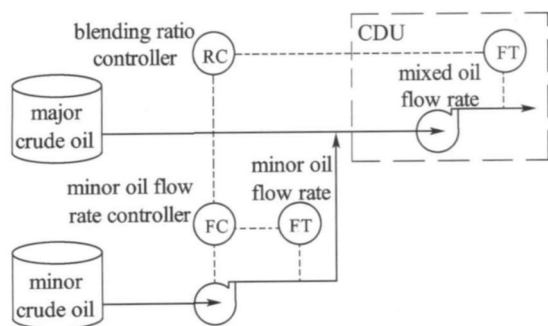 blending ratio
controller
RC
CDU
FT
mixed oil
flow rate
major
crude oil
minor oil flow
rate controller
minor oil
flow rate
FC
FT
minor
crude oil